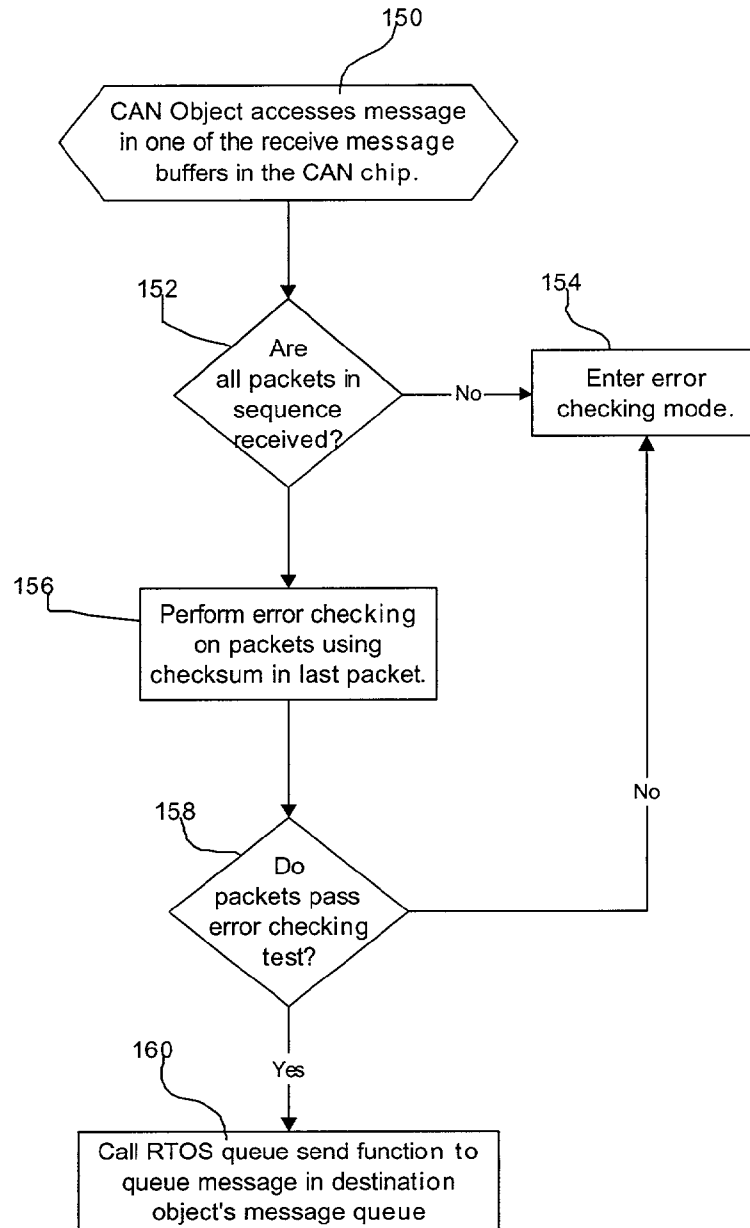 150
CAN Object accesses message
in one of the receive message
buffers in the CAN chip.
152
Are
all packets in
sequence
received?
No
154
Enter error
checking mode.
156
Perform error checking
on packets using
checksum in last packet.
158
Do
packets pass
error checking
test?
No
Yes
160
Call RTOS queue send function to
queue message in destination
object's message queue